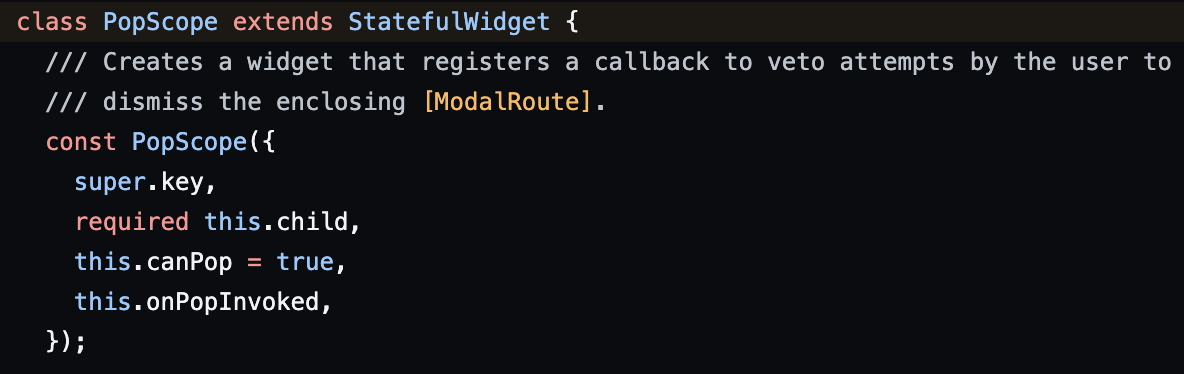 class PopScope extends StatefulWidget {
  /// Creates a widget that registers a callback to veto attempts by the user to
  /// dismiss the enclosing [ModalRoute].
  const PopScope({
    super.key,
    required this.child,
    this.canPop = true,
    this.onPopInvoked,
  });